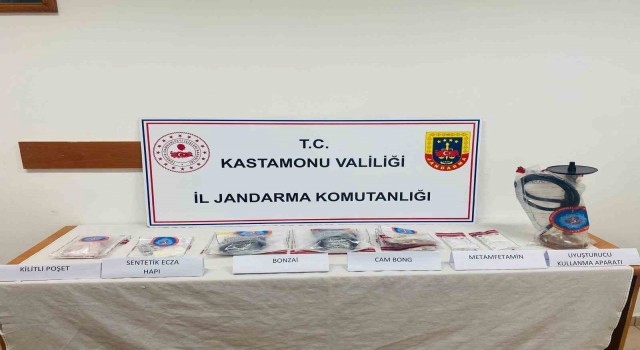 T.C.
KASTAMONU VALİLİĞİ
İL JANDARMA KOMUTANLIĞI
JANDARMA
KİLİTLİ POŞET
SENTETİK ECZA
HAPI
BONZAİ
CAM BONG
METAMFETAMİN
UYUŞTURUCU
KULLANMA APARATI